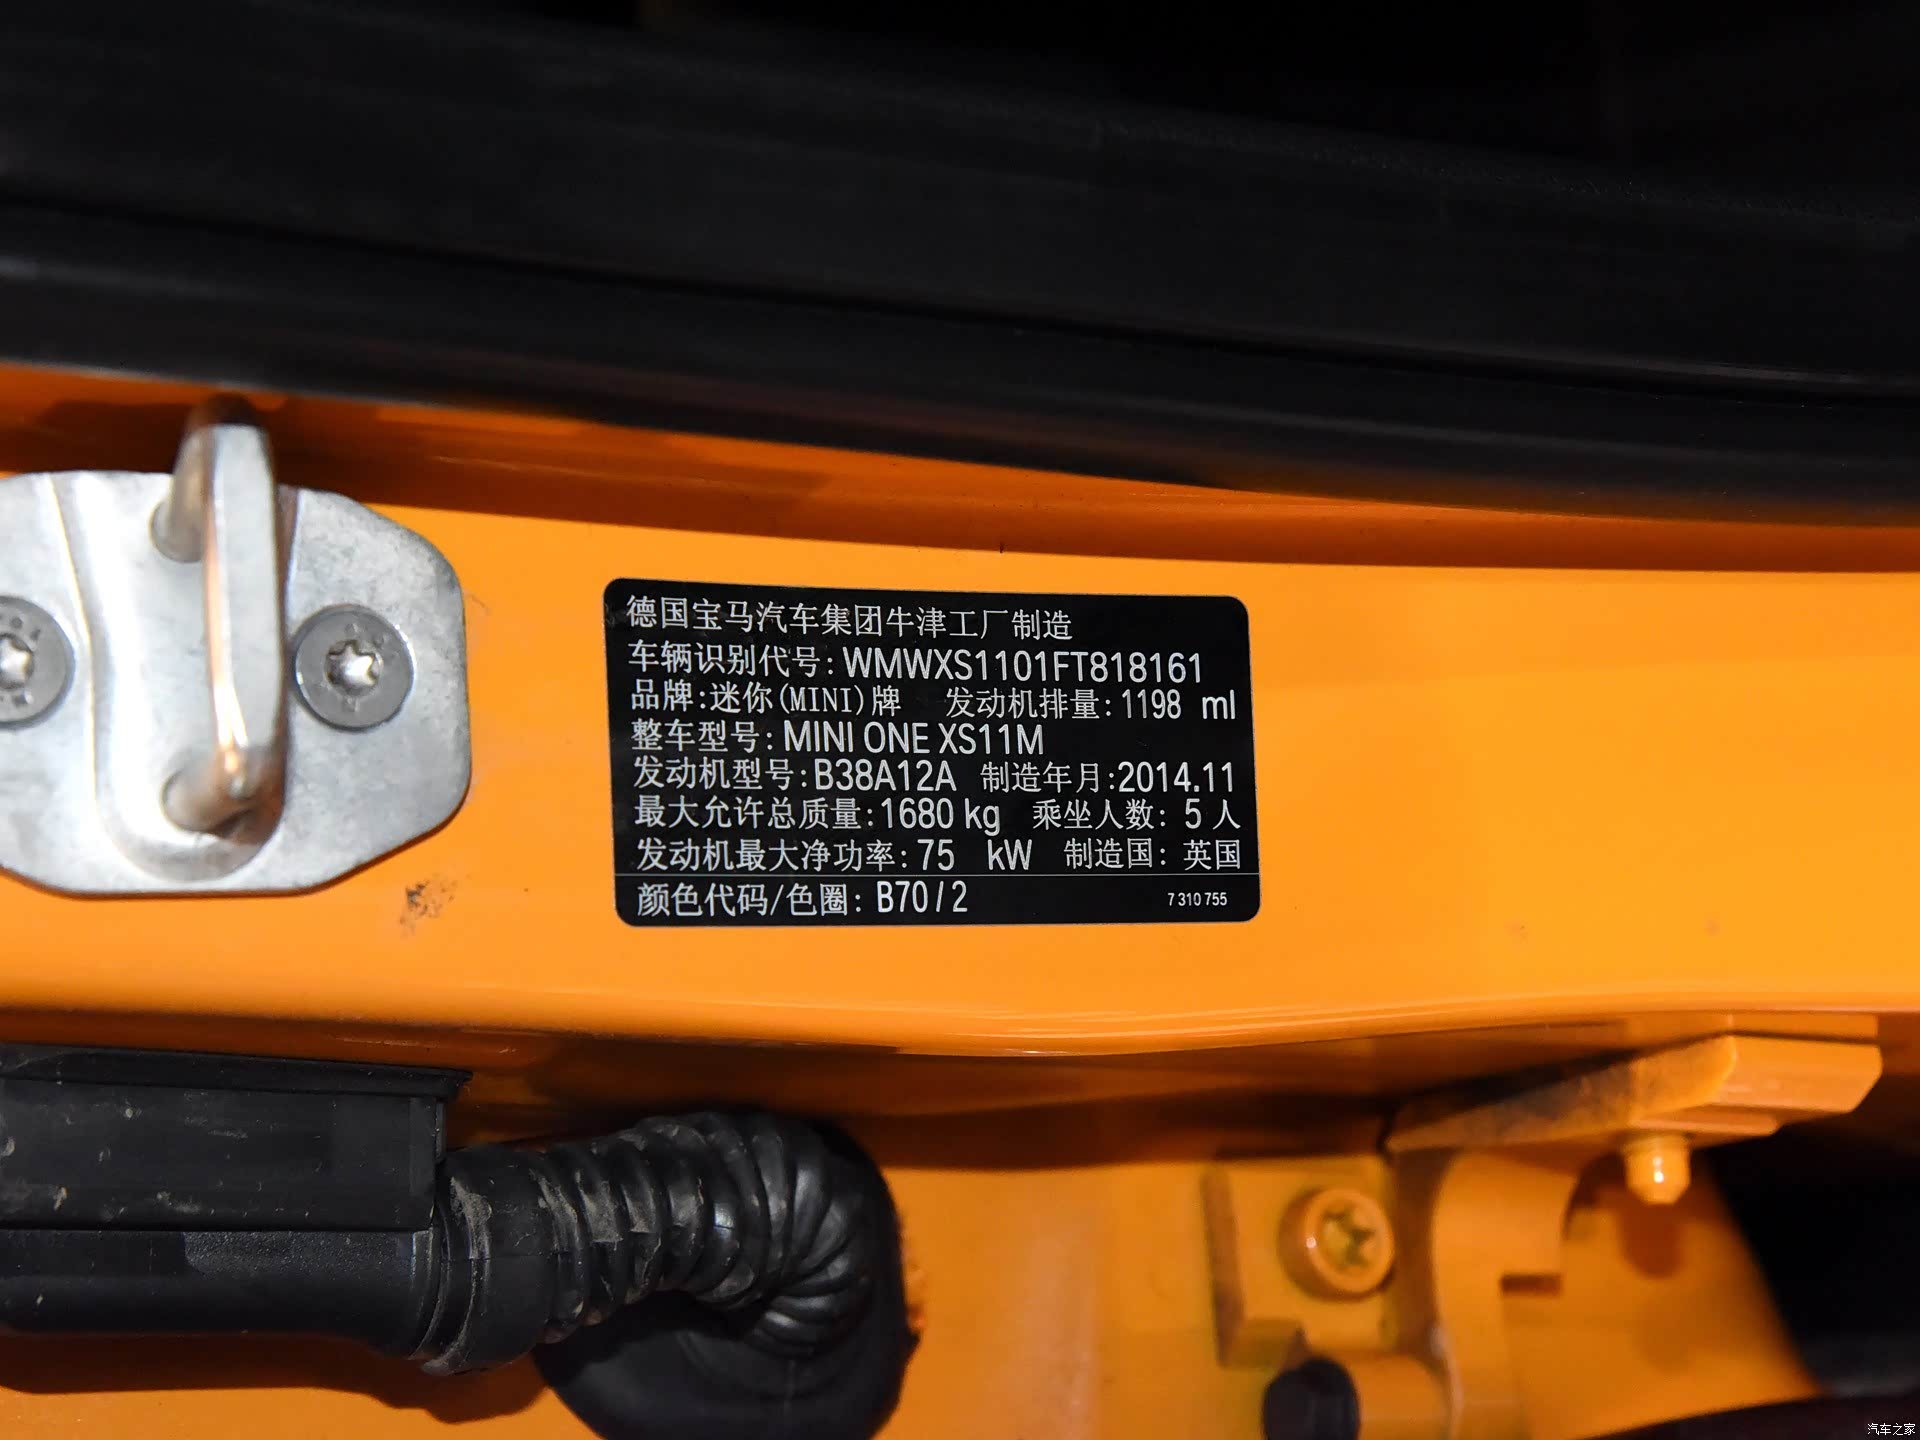 德国宝马汽车集团牛津工厂制造
车辆识别代号: WMWXS1101FT818161
品牌:迷你(MINI)牌 发动机排量: 1198 ml
整车型号: MINI ONE XS11M
发动机型号:B38A12A 制造年月:2014.11
最大允许总质量:1680 kg 乘坐人数: 5 人
发动机最大净功率: 75 kW 制造国: 英国
颜色代码/色圈: B70 / 2 7 310 755
汽车之家